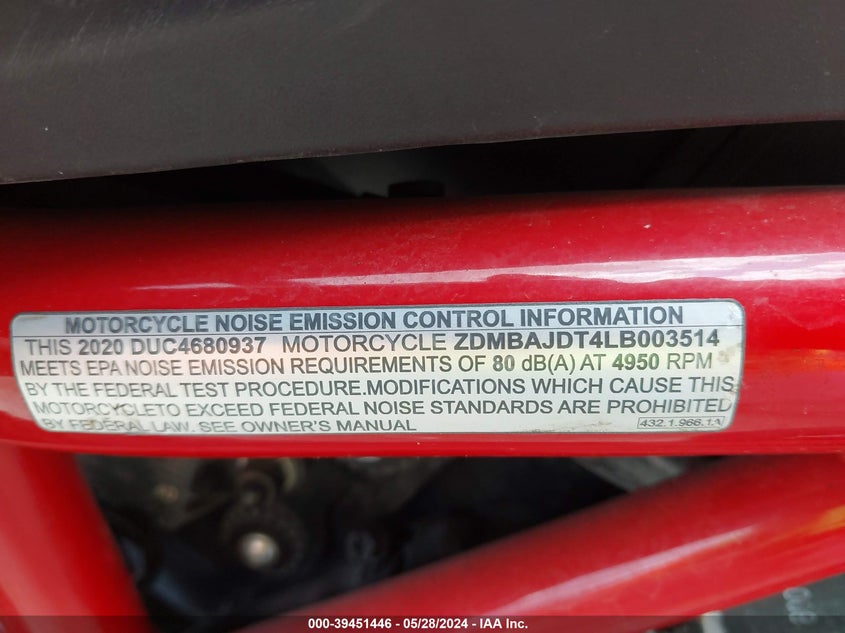 MOTORCYCLE NOISE EMISSION CONTROL INFORMATION
THIS 2020 DUC4680937 MOTORCYCLE ZDMBAJDT4LB003514
MEETS EPA NOISE EMISSION REQUIREMENTS OF 80 dB(A) AT 4950 RPM
BY THE FEDERAL TEST PROCEDURE.MODIFICATIONS WHICH CAUSE THIS
MOTORCYCLETO EXCEED FEDERAL NOISE STANDARDS ARE PROHIBITED
BY FEDERAL LAW. SEE OWNER'S MANUAL
432.1.966.1A
000-39451446 - 05/28/2024 - IAA Inc.